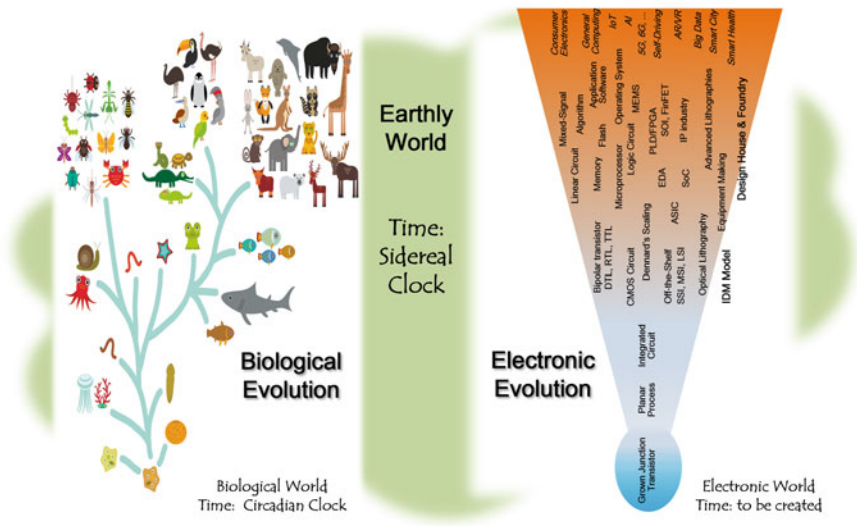 Earthly
World
Time:
Sidereal
Clock
Biological
Evolution
Biological World
Time: Circadian Clock
Electronic
Evolution
Consumer
Electronics
General
Computing
IoT
AI
5G, 6G, ...
Self-Driving
AR/VR
Big Data
Smart City
Smart Health
Mixed-Signal
Algorithm
Application
Software
Operating System
MEMS
Linear Circuit
Memory
Flash
Microprocessor
Logic Circuit
PLD/FPGA
SOI, FinFET
IP industry
EDA
SoC
Advanced Lithographies
Equipment Making
Design House & Foundry
Bipolar transistor
DTL, RTL, TTL
CMOS Circuit
Dennard's Scaling
Off-the-Shelf
SSI, MSI, LSI
ASIC
Optical Lithography
IDM Model
Integrated
Circuit
Planar
Process
Grown Junction
Transistor
Electronic World
Time: to be created